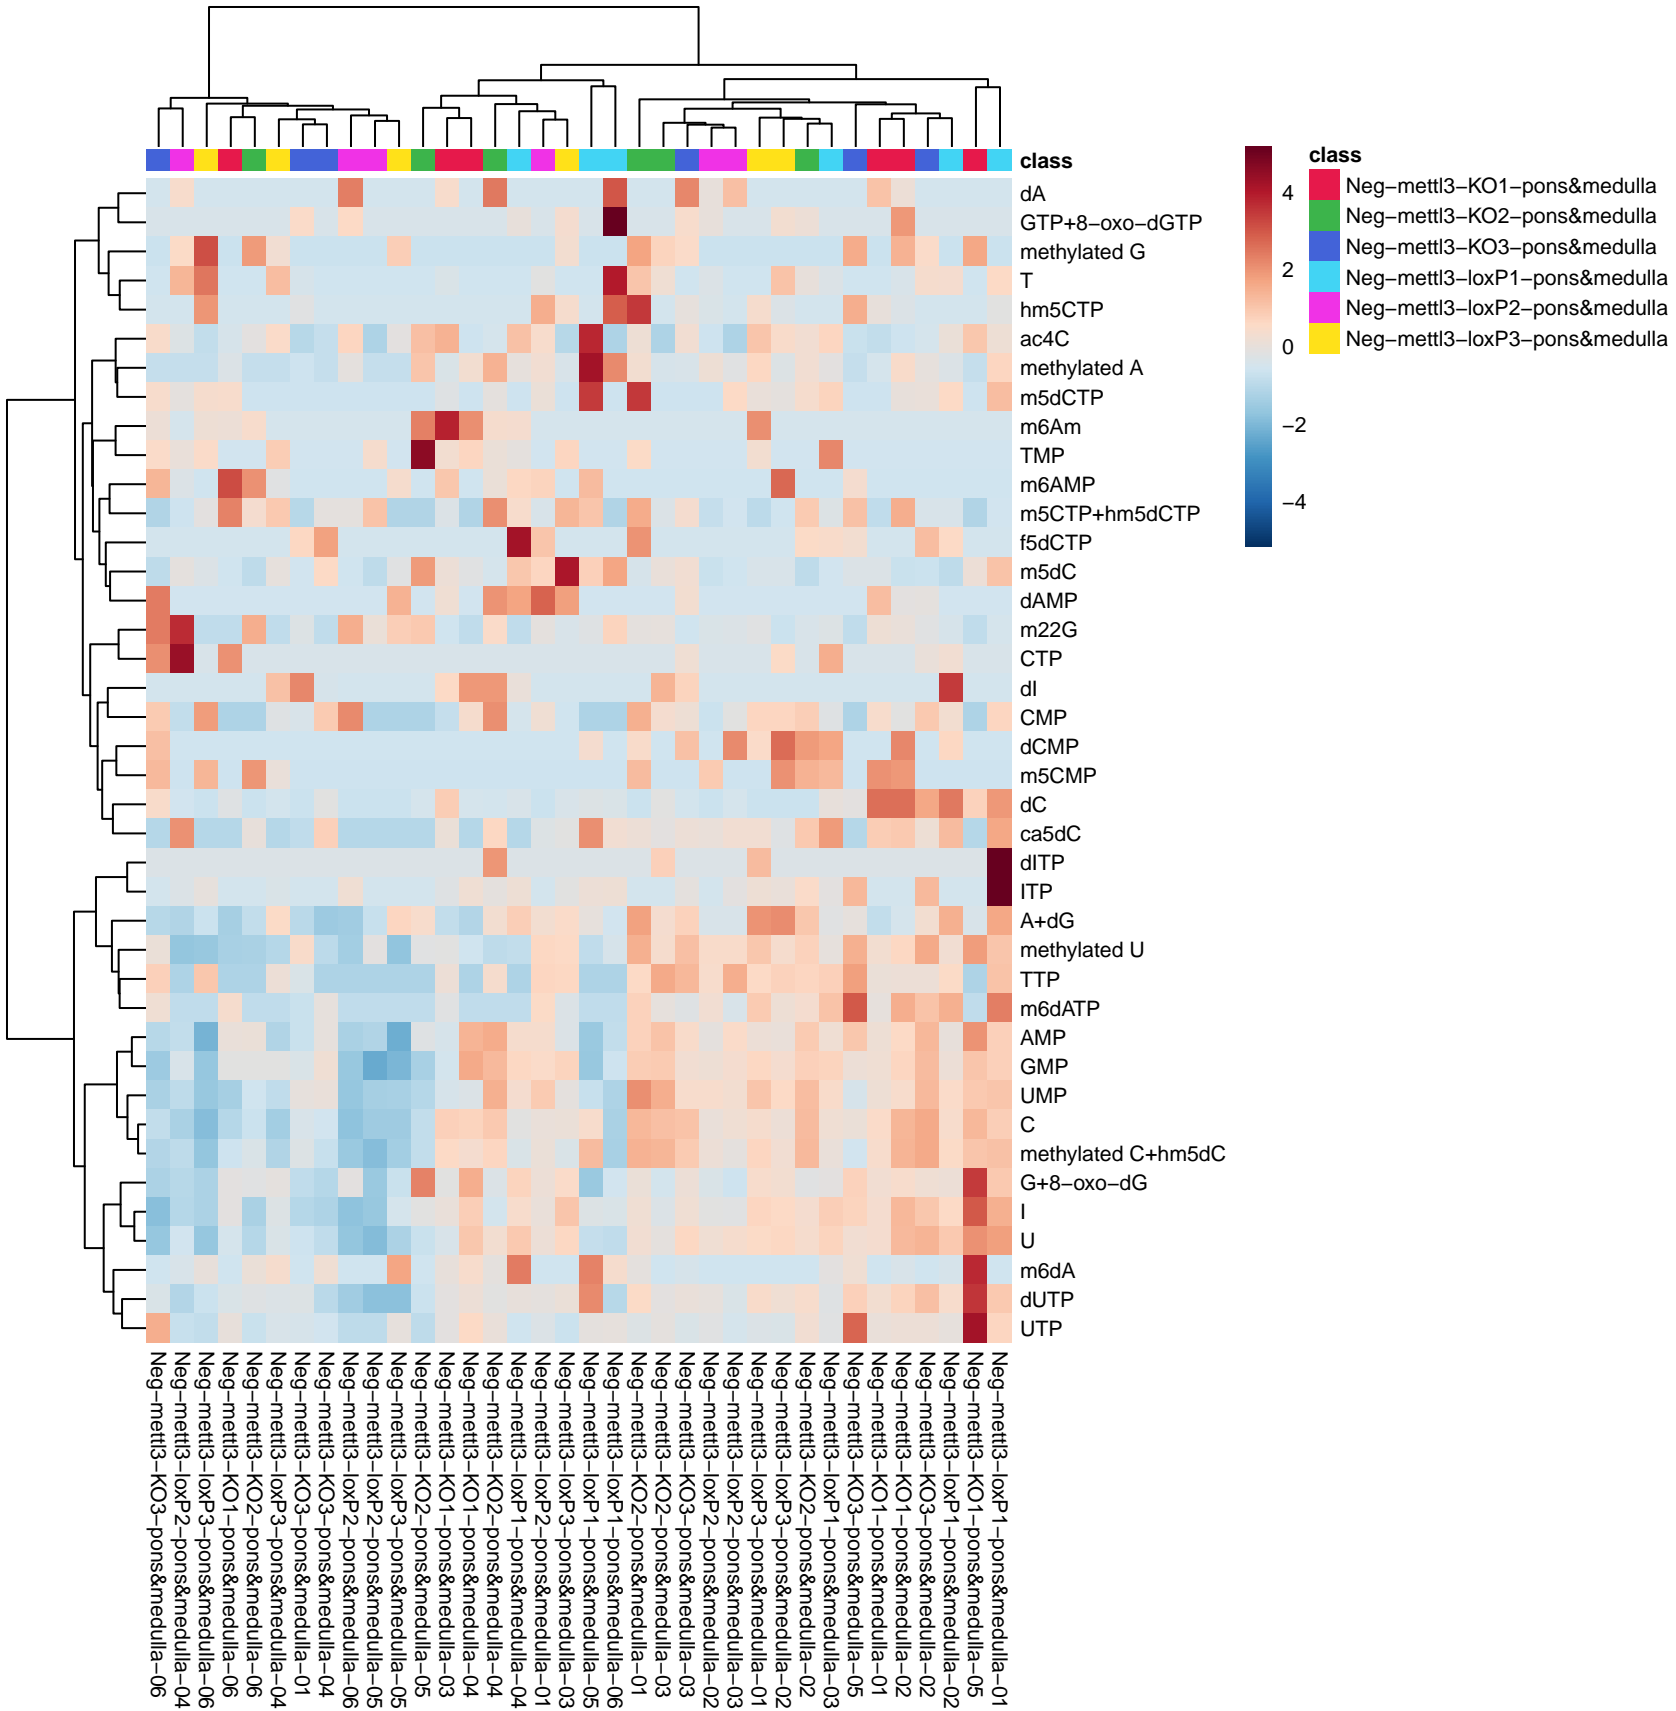 class
dA
GTP+8−oxo−dGTP
methylated G
T
hm5CTP
ac4C
methylated A
m5dCTP
m6Am
TMP
m6AMP
m5CTP+hm5dCTP
f5dCTP
m5dC
dAMP
m22G
CTP
dI
CMP
dCMP
m5CMP
dC
ca5dC
dITP
ITP
A+dG
methylated U
TTP
m6dATP
AMP
GMP
UMP
C
methylated C+hm5dC
G+8−oxo−dG
I
U
m6dA
dUTP
UTP
Neg−mettl3−KO3−pons&medulla−06
Neg−mettl3−loxP2−pons&medulla−04
Neg−mettl3−loxP3−pons&medulla−06
Neg−mettl3−KO1−pons&medulla−06
Neg−mettl3−KO2−pons&medulla−06
Neg−mettl3−loxP3−pons&medulla−04
Neg−mettl3−KO3−pons&medulla−01
Neg−mettl3−KO3−pons&medulla−04
Neg−mettl3−loxP2−pons&medulla−06
Neg−mettl3−loxP2−pons&medulla−05
Neg−mettl3−loxP3−pons&medulla−05
Neg−mettl3−KO2−pons&medulla−05
Neg−mettl3−KO1−pons&medulla−03
Neg−mettl3−KO1−pons&medulla−04
Neg−mettl3−KO2−pons&medulla−04
Neg−mettl3−loxP1−pons&medulla−04
Neg−mettl3−loxP2−pons&medulla−01
Neg−mettl3−loxP3−pons&medulla−03
Neg−mettl3−loxP1−pons&medulla−05
Neg−mettl3−loxP1−pons&medulla−06
Neg−mettl3−KO2−pons&medulla−01
Neg−mettl3−KO2−pons&medulla−03
Neg−mettl3−KO3−pons&medulla−03
Neg−mettl3−loxP2−pons&medulla−02
Neg−mettl3−loxP2−pons&medulla−03
Neg−mettl3−loxP3−pons&medulla−01
Neg−mettl3−loxP3−pons&medulla−02
Neg−mettl3−KO2−pons&medulla−02
Neg−mettl3−loxP1−pons&medulla−03
Neg−mettl3−KO3−pons&medulla−05
Neg−mettl3−KO1−pons&medulla−01
Neg−mettl3−KO1−pons&medulla−02
Neg−mettl3−KO3−pons&medulla−02
Neg−mettl3−loxP1−pons&medulla−02
Neg−mettl3−KO1−pons&medulla−05
Neg−mettl3−loxP1−pons&medulla−01
4
2
0
−2
−4
class
Neg−mettl3−KO1−pons&medulla
Neg−mettl3−KO2−pons&medulla
Neg−mettl3−KO3−pons&medulla
Neg−mettl3−loxP1−pons&medulla
Neg−mettl3−loxP2−pons&medulla
Neg−mettl3−loxP3−pons&medulla